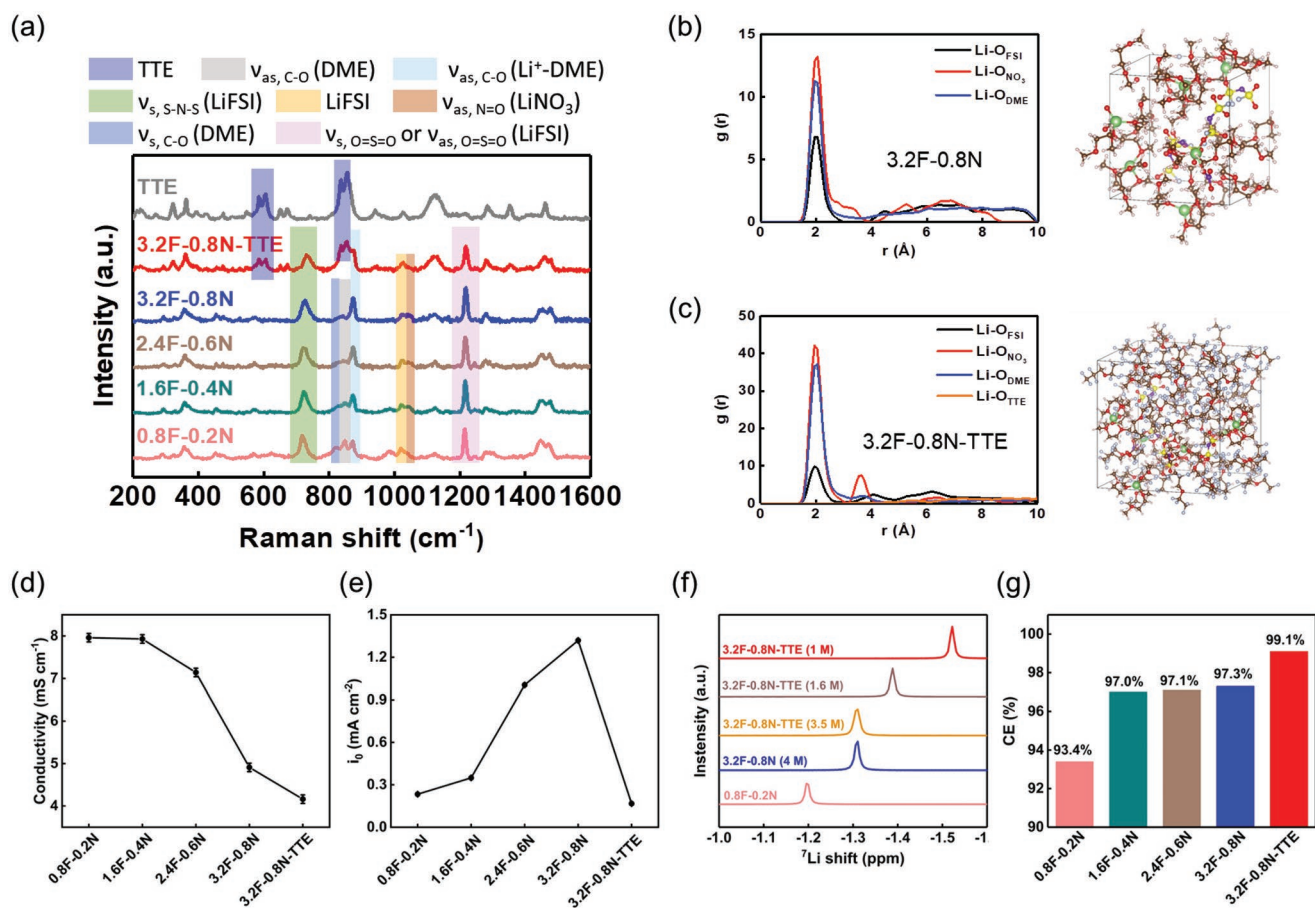 (a)
TTE
ν_as, C-O (DME)
ν_as, C-O (Li⁺-DME)
ν_s, S-N-S (LiFSI)
LiFSI
ν_as, N=O (LiNO₃)
ν_s, C-O (DME)
ν_s, O=S=O or ν_as, O=S=O (LiFSI)
TTE
3.2F-0.8N-TTE
3.2F-0.8N
2.4F-0.6N
1.6F-0.4N
0.8F-0.2N
Intensity (a.u.)
200 400 600 800 1000 1200 1400 1600
Raman shift (cm⁻¹)
(b)
15
10
5
0
g (r)
Li-O_FSI
Li-O_NO₃
Li-O_DME
3.2F-0.8N
0 2 4 6 8 10
r (Å)
(c)
50
40
30
20
10
0
g (r)
Li-O_FSI
Li-O_NO₃
Li-O_DME
Li-O_TTE
3.2F-0.8N-TTE
0 2 4 6 8 10
r (Å)
(d)
8
7
6
5
4
Conductivity (mS cm⁻¹)
0.8F-0.2N
1.6F-0.4N
2.4F-0.6N
3.2F-0.8N
3.2F-0.8N-TTE
(e)
1.5
1.2
0.9
0.6
0.3
0.0
i₀ (mA cm⁻²)
0.8F-0.2N
1.6F-0.4N
2.4F-0.6N
3.2F-0.8N
3.2F-0.8N-TTE
(f)
Instensity (a.u.)
3.2F-0.8N-TTE (1 M)
3.2F-0.8N-TTE (1.6 M)
3.2F-0.8N-TTE (3.5 M)
3.2F-0.8N (4 M)
0.8F-0.2N
-1.0 -1.1 -1.2 -1.3 -1.4 -1.5 -1
⁷Li shift (ppm)
(g)
100
98
96
94
92
90
CE (%)
93.4%
97.0%
97.1%
97.3%
99.1%
0.8F-0.2N
1.6F-0.4N
2.4F-0.6N
3.2F-0.8N
3.2F-0.8N-TTE